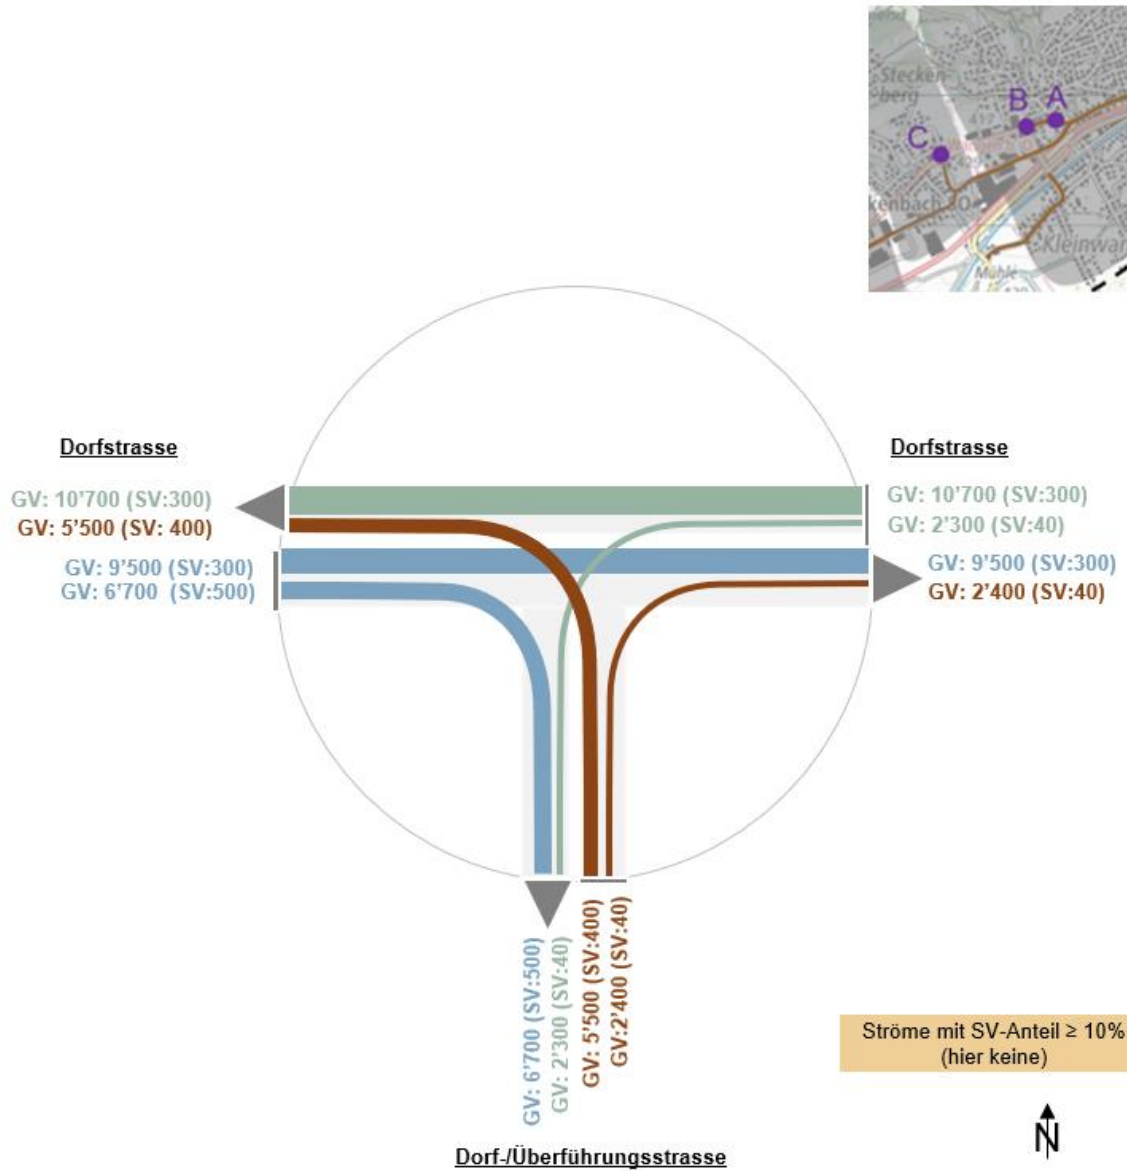 Stecken-
berg
B
A
417
C
kenbach SO
Kleinwan
Mühle
Dorfstrasse
GV: 10'700 (SV:300)
GV: 5'500 (SV: 400)
GV: 9'500 (SV:300)
GV: 6'700 (SV:500)
Dorfstrasse
GV: 10'700 (SV:300)
GV: 2'300 (SV:40)
GV: 9'500 (SV:300)
GV: 2'400 (SV:40)
GV: 6'700 (SV:500)
GV: 2'300 (SV:40)
GV: 5'500 (SV:400)
GV:2'400 (SV:40)
Ströme mit SV-Anteil ≥ 10%
(hier keine)
N
Dorf-/Überführungsstrasse